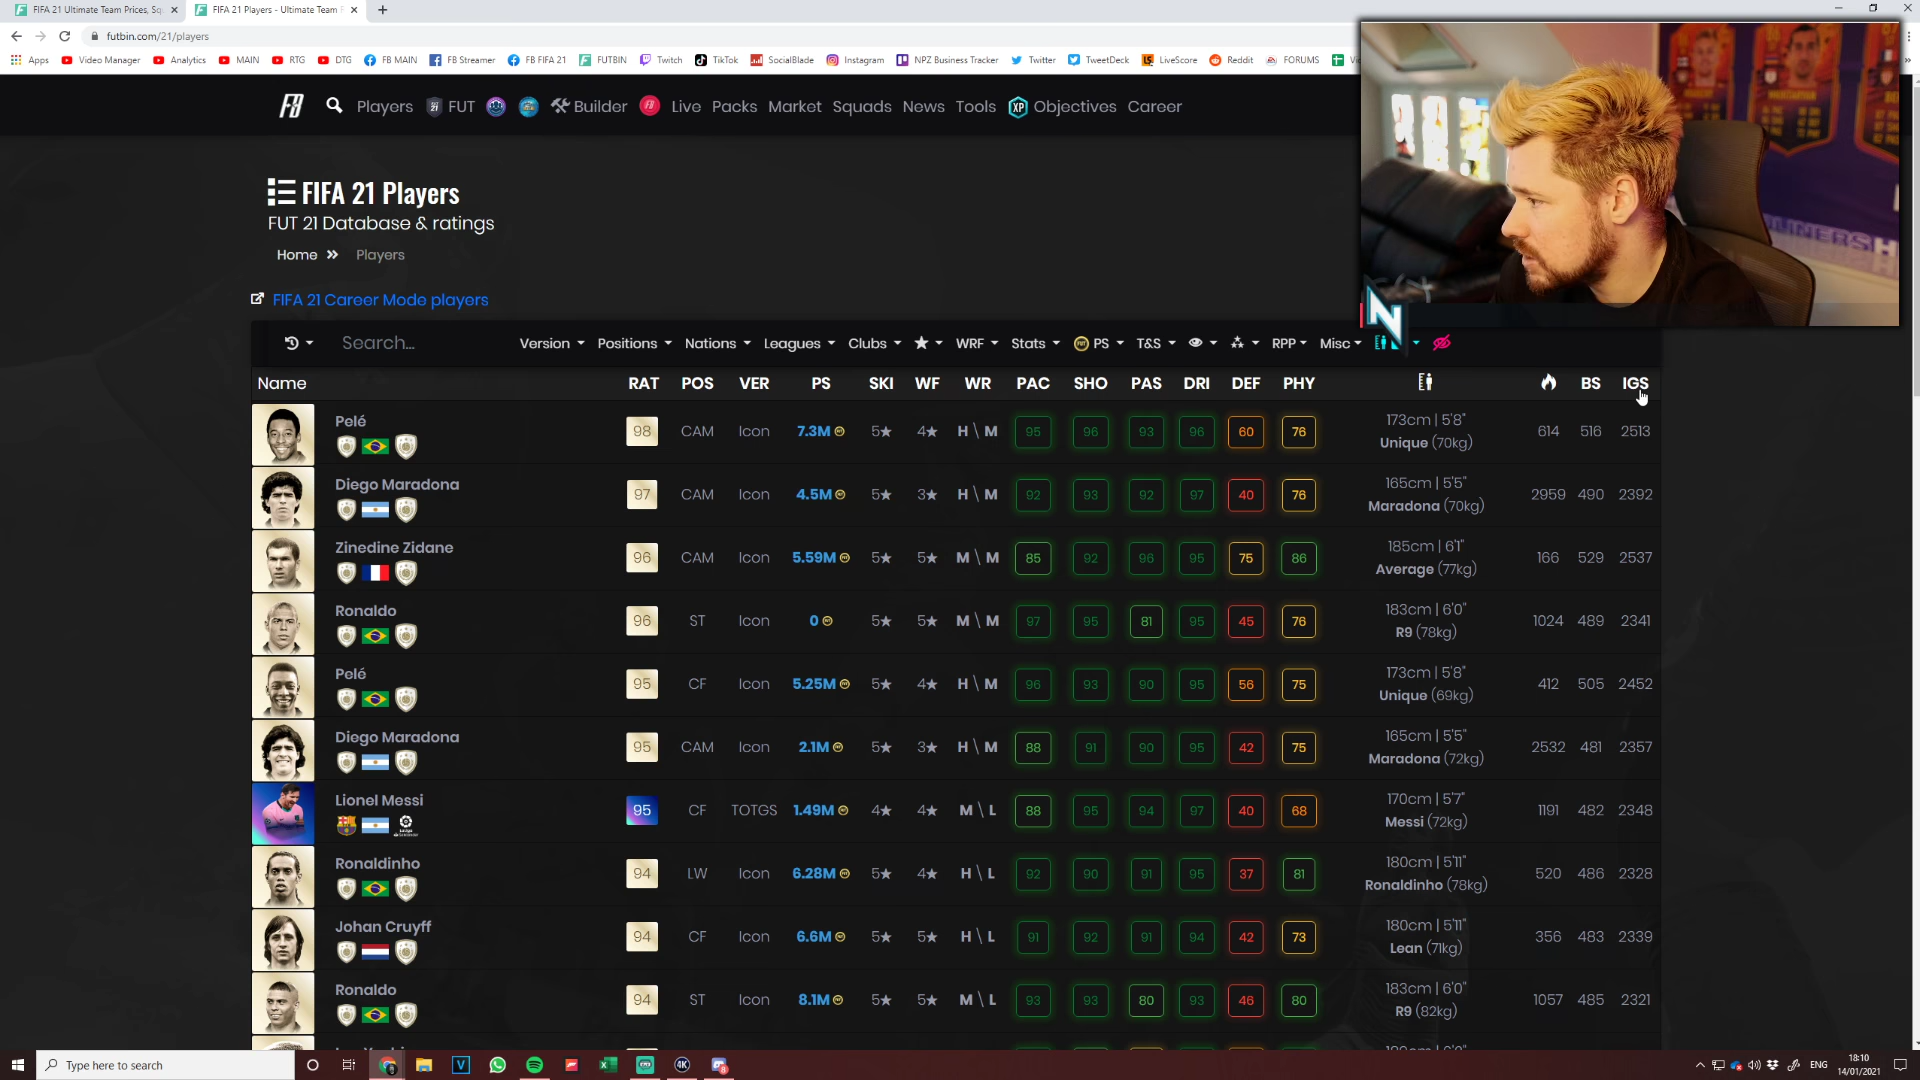 FIFA 21 Ultimate Team Prices, Squ
FIFA 21 Players - Ultimate Team
futbin.com/21/players
Apps Video Manager Analytics MAIN RTG DTG FB MAIN FB Streamer FB FIFA 21 FUTBIN Twitch TikTok SocialBlade Instagram NPZ Business Tracker Twitter TweetDeck LiveScore Reddit FORUMS
Players FUT Builder Live Packs Market Squads News Tools XP Objectives Career
FIFA 21 Players
FUT 21 Database & ratings
Home » Players
FIFA 21 Career Mode players
Search... Version Positions Nations Leagues Clubs ★ WRF Stats PS T&S RPP Misc
Name RAT POS VER PS SKI WF WR PAC SHO PAS DRI DEF PHY BS IGS
Pelé 98 CAM Icon 7.3M 5★ 4★ H \ M 95 96 93 96 60 76 173cm | 5'8" Unique (70kg) 614 516 2513
Diego Maradona 97 CAM Icon 4.5M 5★ 3★ H \ M 92 93 92 97 40 76 165cm | 5'5" Maradona (70kg) 2959 490 2392
Zinedine Zidane 96 CAM Icon 5.59M 5★ 5★ M \ M 85 92 96 95 75 86 185cm | 6'1" Average (77kg) 166 529 2537
Ronaldo 96 ST Icon 0 5★ 5★ M \ M 97 95 81 95 45 76 183cm | 6'0" R9 (78kg) 1024 489 2341
Pelé 95 CF Icon 5.25M 5★ 4★ H \ M 96 93 90 95 56 75 173cm | 5'8" Unique (69kg) 412 505 2452
Diego Maradona 95 CAM Icon 2.1M 5★ 3★ H \ M 88 91 90 95 42 75 165cm | 5'5" Maradona (72kg) 2532 481 2357
Lionel Messi 95 CF TOTGS 1.49M 4★ 4★ M \ L 88 95 94 97 40 68 170cm | 5'7" Messi (72kg) 1191 482 2348
Ronaldinho 94 LW Icon 6.28M 5★ 4★ H \ L 92 90 91 95 37 81 180cm | 5'11" Ronaldinho (78kg) 520 486 2328
Johan Cruyff 94 CF Icon 6.6M 5★ 5★ H \ L 91 92 91 94 42 73 180cm | 5'11" Lean (71kg) 356 483 2339
Ronaldo 94 ST Icon 8.1M 5★ 5★ M \ L 93 93 80 93 46 80 183cm | 6'0" R9 (82kg) 1057 485 2321
Type here to search
ENG
18:10
14/01/2021